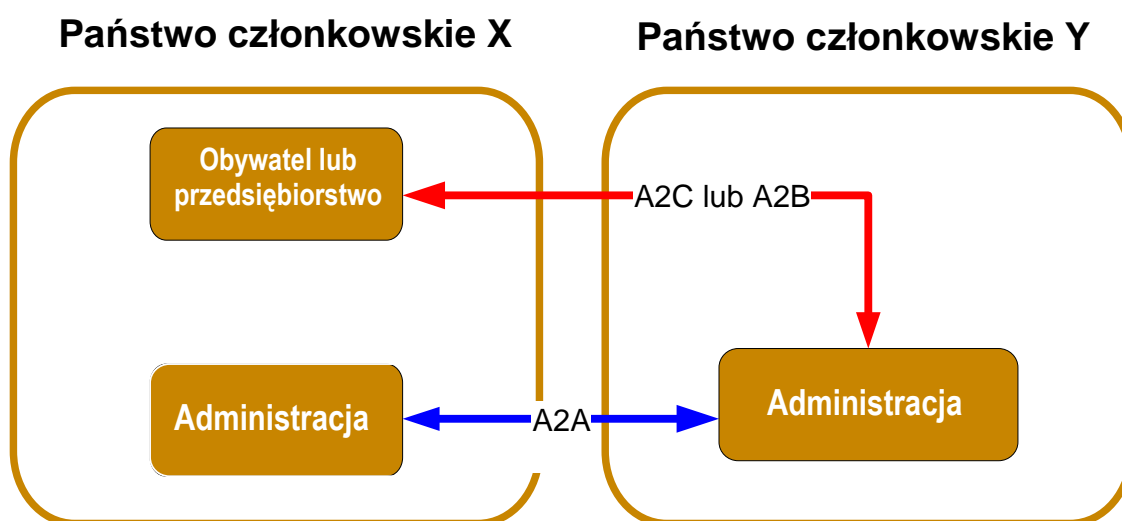 Państwo członkowskie X
Państwo członkowskie Y
Obywatel lub
przedsiębiorstwo
A2C lub A2B
Administracja
A2A
Administracja